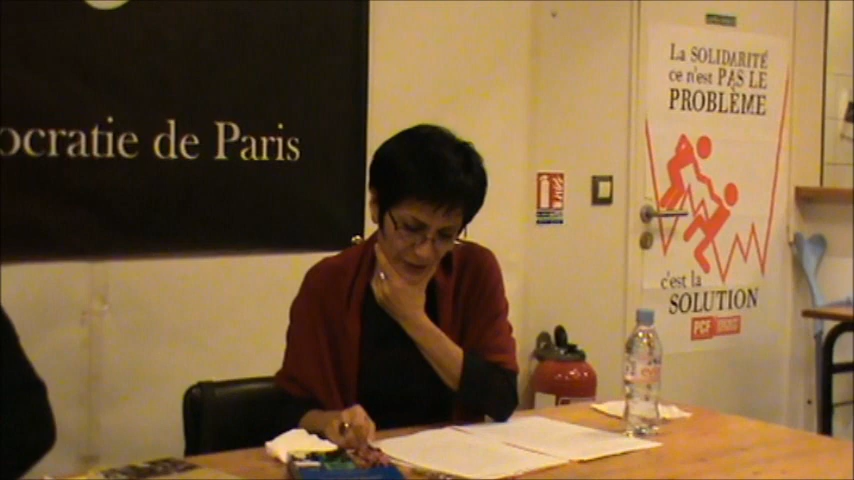 ocratie de Paris
La SOLIDARITÉ
ce n'est PAS LE
PROBLÈME
c'est la
SOLUTION
PCF